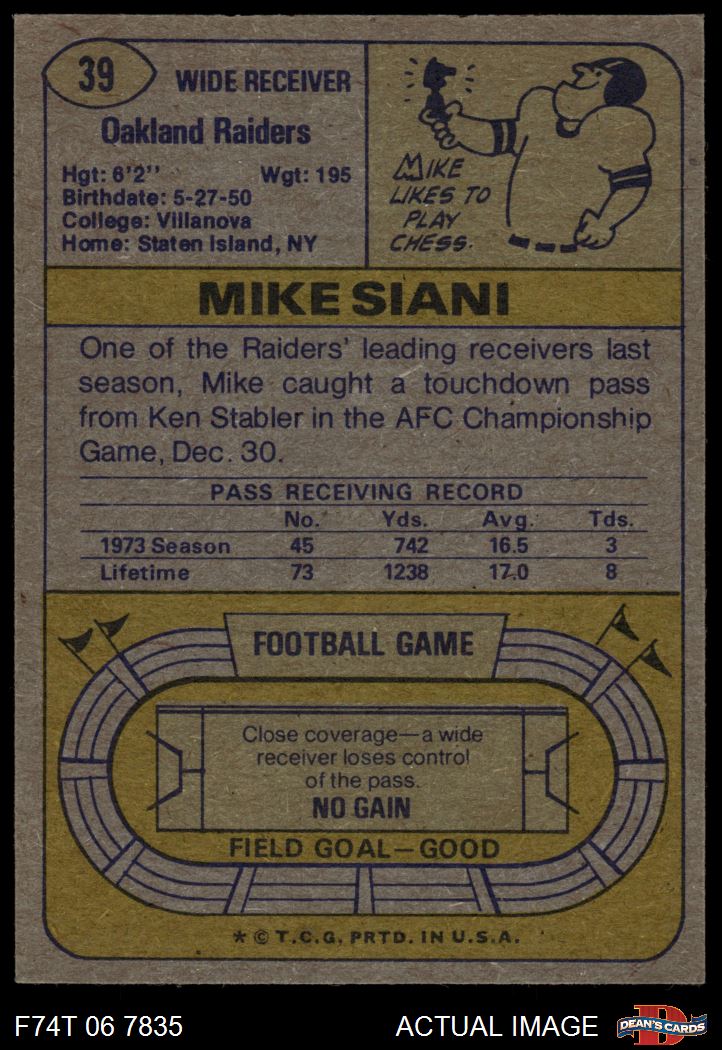 39
WIDE RECEIVER
Oakland Raiders
Hgt: 6'2'' Wgt: 195
Birthdate: 5-27-50
College: Villanova
Home: Staten Island, NY
MIKE
LIKES TO
PLAY
CHESS.
MIKE SIANI
One of the Raiders' leading receivers last
season, Mike caught a touchdown pass
from Ken Stabler in the AFC Championship
Game, Dec. 30.
PASS RECEIVING RECORD
No. Yds. Avg. Tds.
1973 Season 45 742 16.5 3
Lifetime 73 1238 17.0 8
FOOTBALL GAME
Close coverage—a wide
receiver loses control
of the pass.
NO GAIN
FIELD GOAL—GOOD
* © T.C.G. PRTD. IN U.S.A.
F74T 06 7835
ACTUAL IMAGE
DEAN'S CARDS